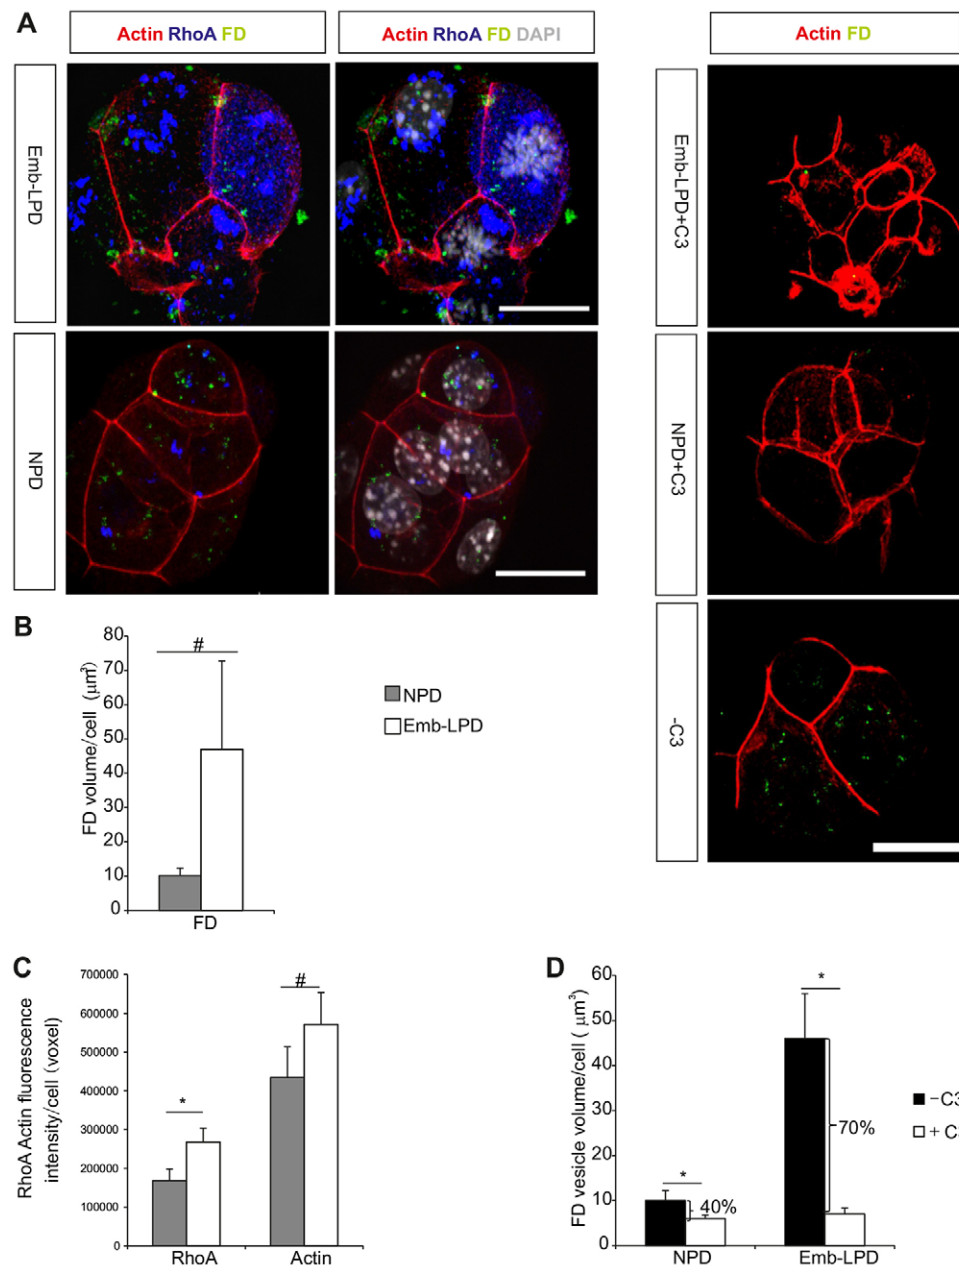 A
Actin RhoA FD
Actin RhoA FD DAPI
Actin FD
Emb-LPD
NPD
Emb-LPD+C3
NPD+C3
-C3
B
FD volume/cell (μm³)
80
70
60
50
40
30
20
10
0
#
FD
NPD
Emb-LPD
C
RhoA Actin fluorescence
intensity/cell (voxel)
700000
600000
500000
400000
300000
200000
100000
0
*
#
RhoA
Actin
D
FD vesicle volume/cell ( μm³)
60
50
40
30
20
10
0
*
40%
*
70%
NPD
Emb-LPD
−C3
+ C3